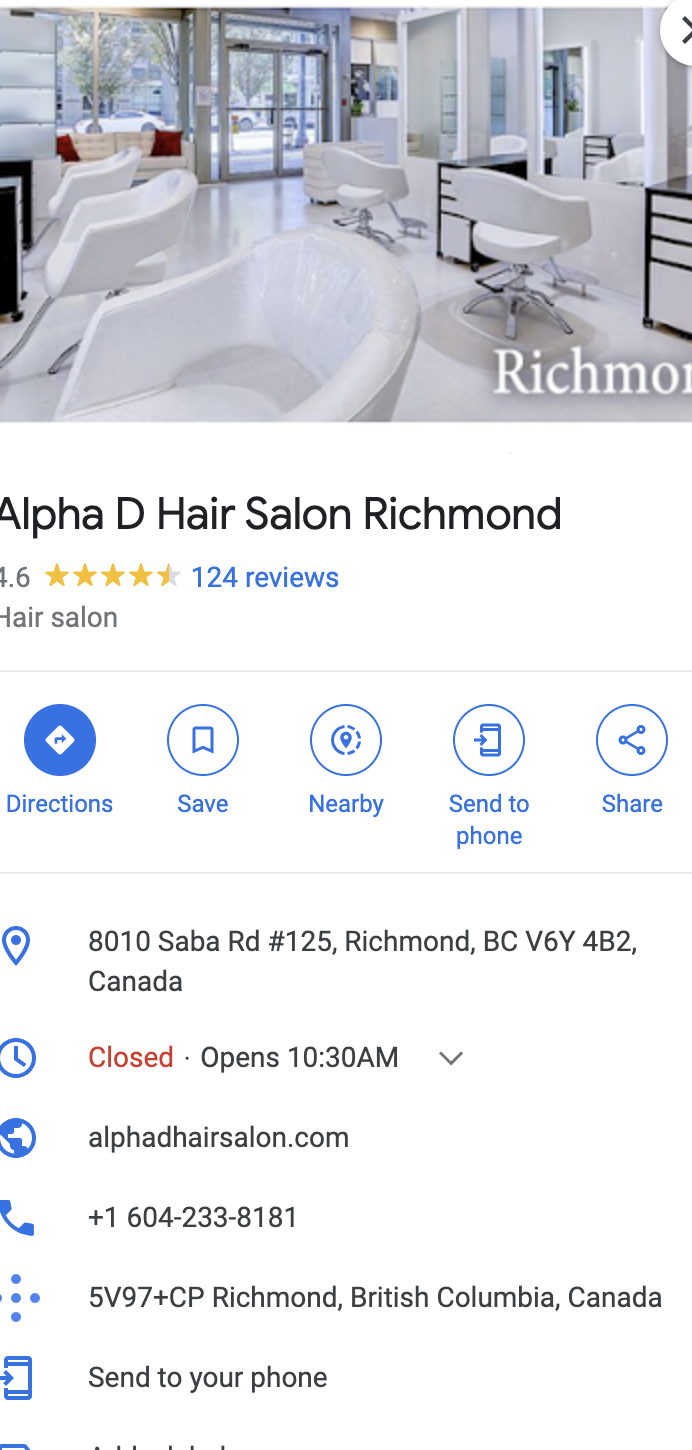 Alpha D Hair Salon Richmond
4.6 124 reviews
Hair salon
Directions
Save
Nearby
Send to
phone
Share
8010 Saba Rd #125, Richmond, BC V6Y 4B2,
Canada
Closed · Opens 10:30AM
alphadhairsalon.com
+1 604-233-8181
5V97+CP Richmond, British Columbia, Canada
Send to your phone